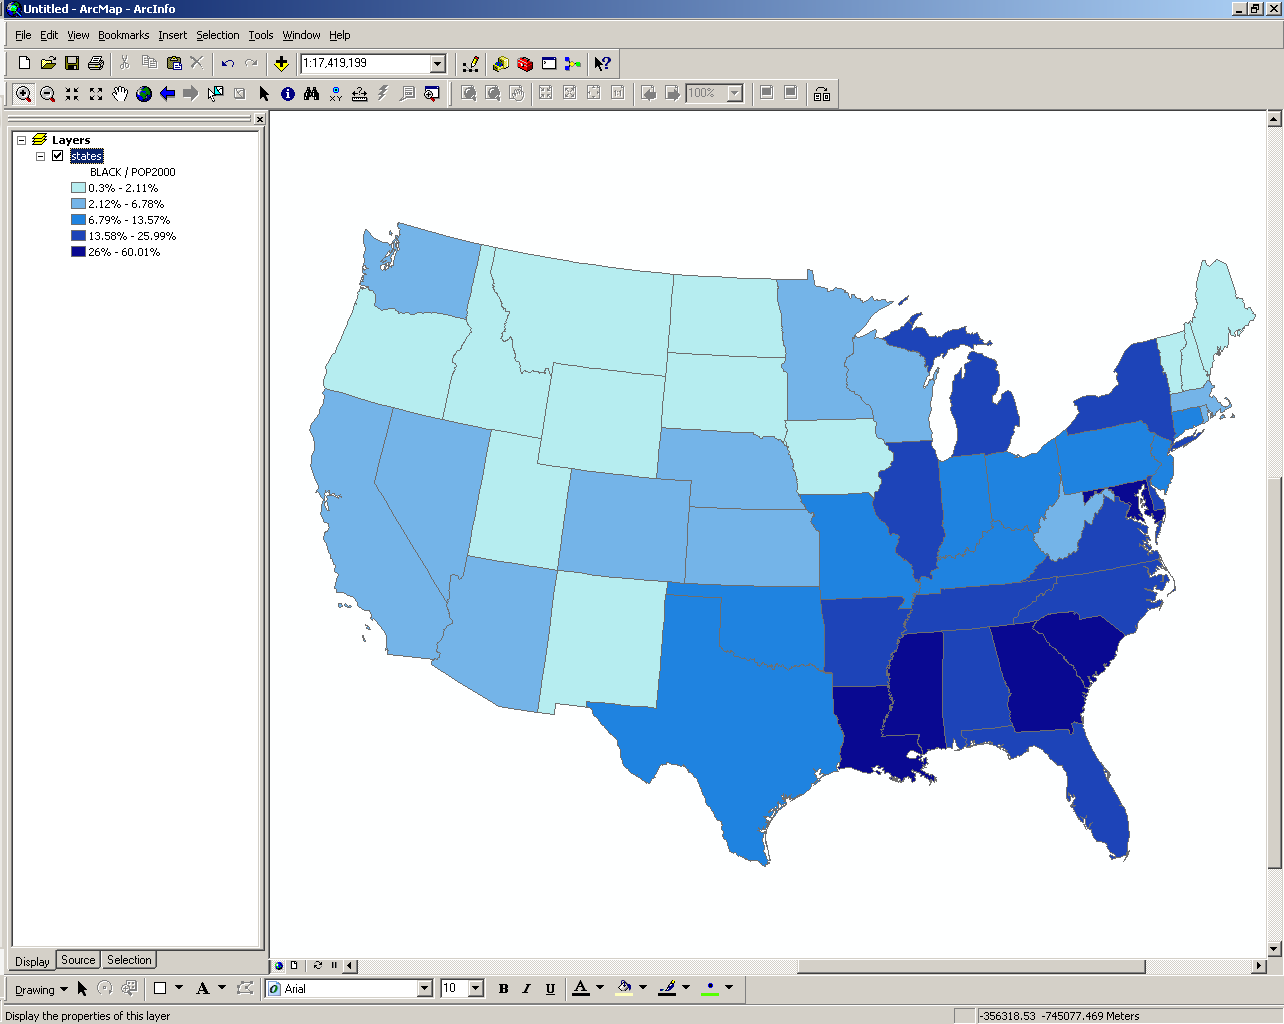 Untitled - ArcMap - ArcInfo
File Edit View Bookmarks Insert Selection Tools Window Help
1:17,419,199
100%
Layers
states
BLACK / POP2000
0.3% - 2.11%
2.12% - 6.78%
6.79% - 13.57%
13.58% - 25.99%
26% - 60.01%
Display Source Selection
Drawing A Arial 10 B I U A
Display the properties of this layer -356318.53 -745077.469 Meters